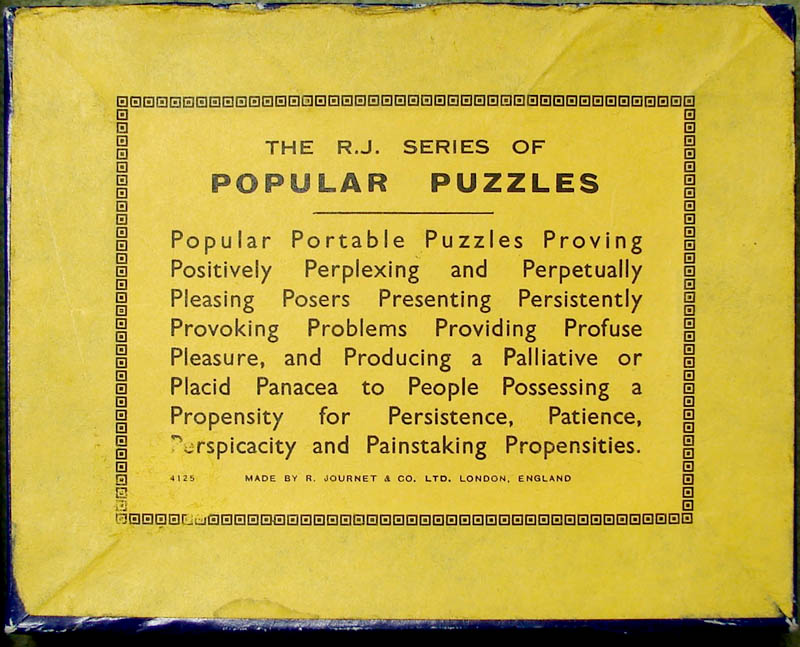 THE R.J. SERIES OF
POPULAR PUZZLES
Popular Portable Puzzles Proving
Positively Perplexing and Perpetually
Pleasing Posers Presenting Persistently
Provoking Problems Providing Profuse
Pleasure, and Producing a Palliative or
Placid Panacea to People Possessing a
Propensity for Persistence, Patience,
Perspicacity and Painstaking Propensities.
4125 MADE BY R. JOURNET & CO. LTD. LONDON, ENGLAND